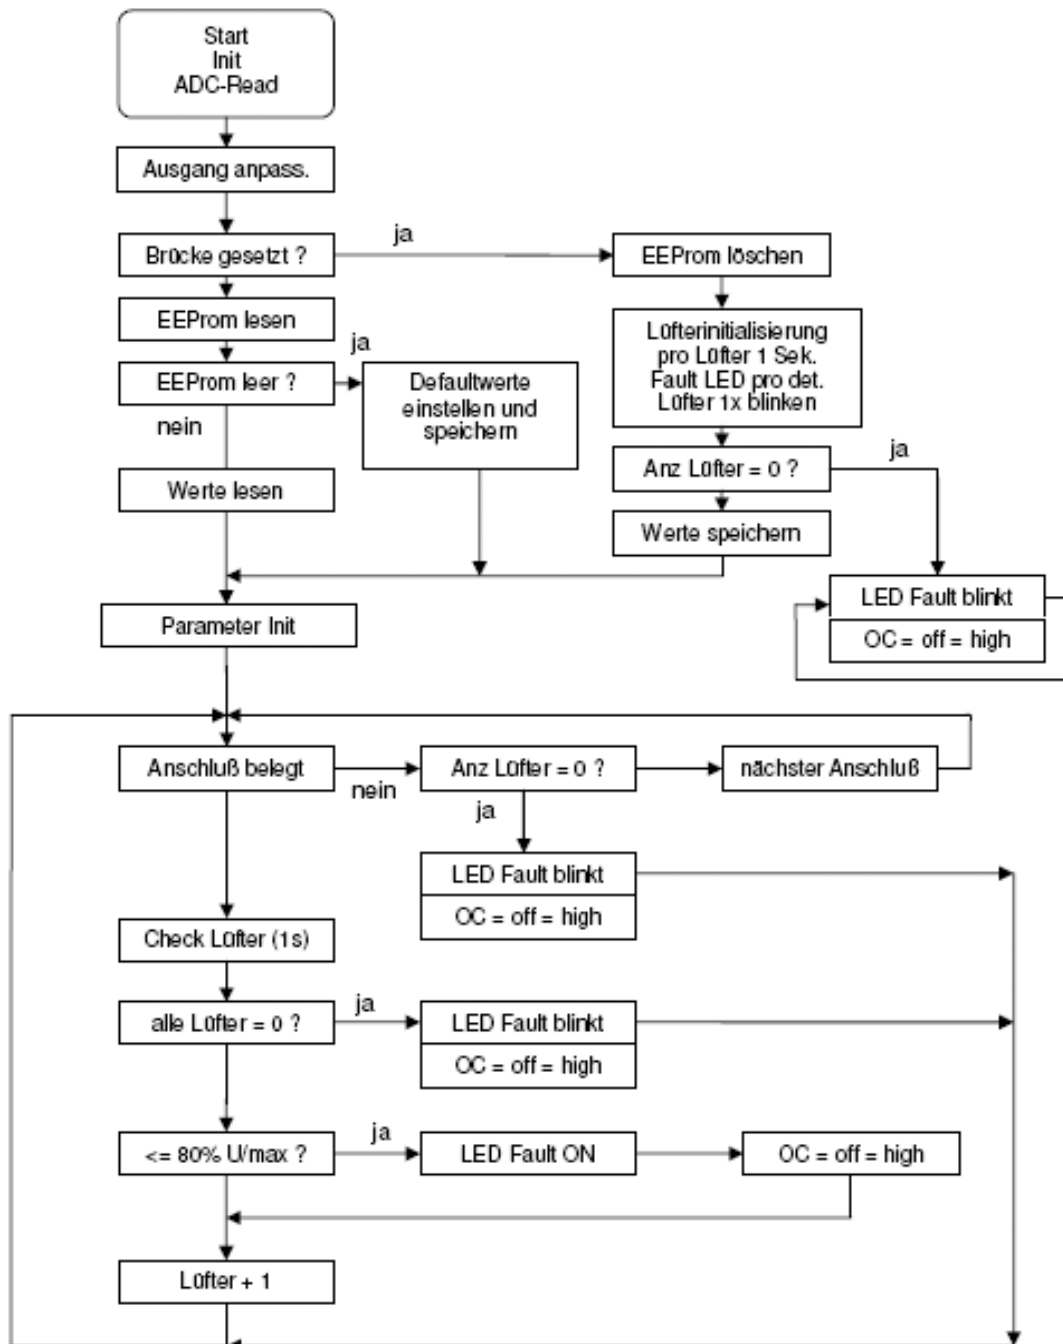 Start
Init
ADC-Read
Ausgang anpass.
Brücke gesetzt ?
ja
EEProm löschen
EEProm lesen
Lüfterinitialisierung
pro Lüfter 1 Sek.
Fault LED pro det.
Lüfter 1x blinken
EEProm leer ?
ja
Defaultwerte
einstellen und
speichern
nein
Anz Lüfter = 0 ?
ja
Werte lesen
Werte speichern
LED Fault blinkt
OC = off = high
Parameter Init
Anschluß belegt
nein
Anz Lüfter = 0 ?
nächster Anschluß
ja
LED Fault blinkt
OC = off = high
Check Lüfter (1s)
alle Lüfter = 0 ?
ja
LED Fault blinkt
OC = off = high
<= 80% U/max ?
ja
LED Fault ON
OC = off = high
Lüfter + 1